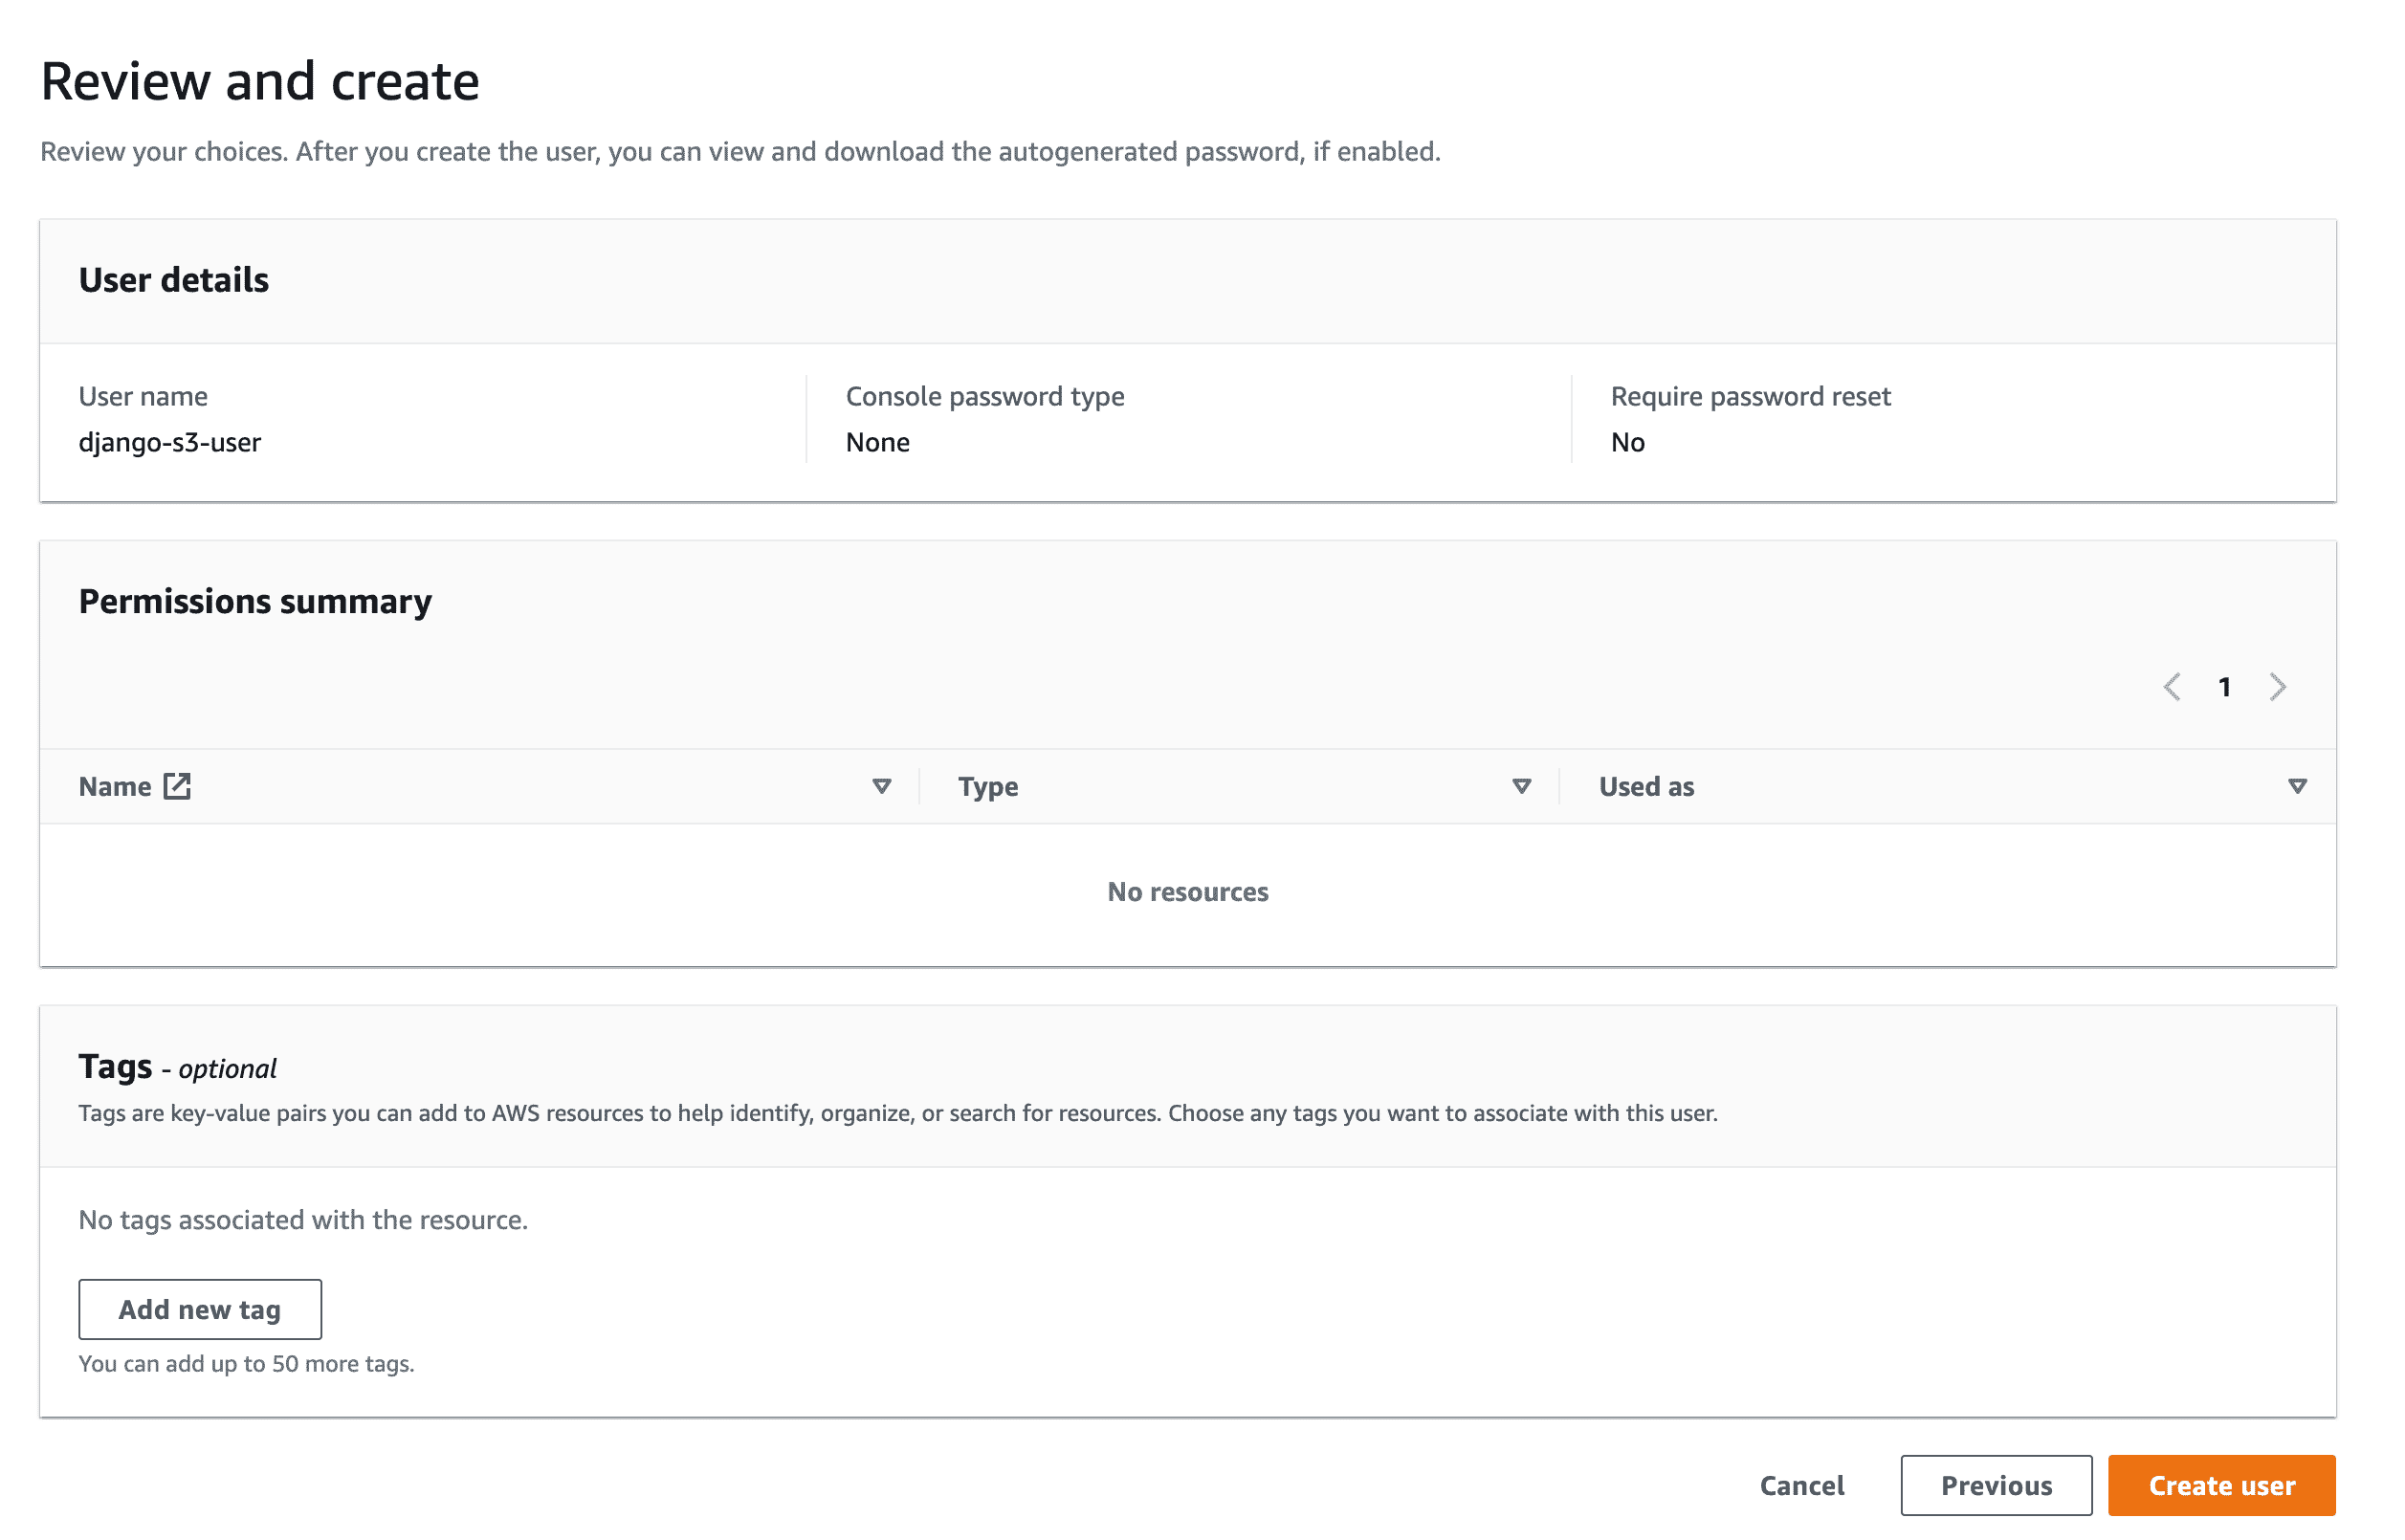 Review and create
Review your choices. After you create the user, you can view and download the autogenerated password, if enabled.
User details
User name
django-s3-user
Console password type
None
Require password reset
No
Permissions summary
1
Name
Type
Used as
No resources
Tags - optional
Tags are key-value pairs you can add to AWS resources to help identify, organize, or search for resources. Choose any tags you want to associate with this user.
No tags associated with the resource.
Add new tag
You can add up to 50 more tags.
Cancel
Previous
Create user